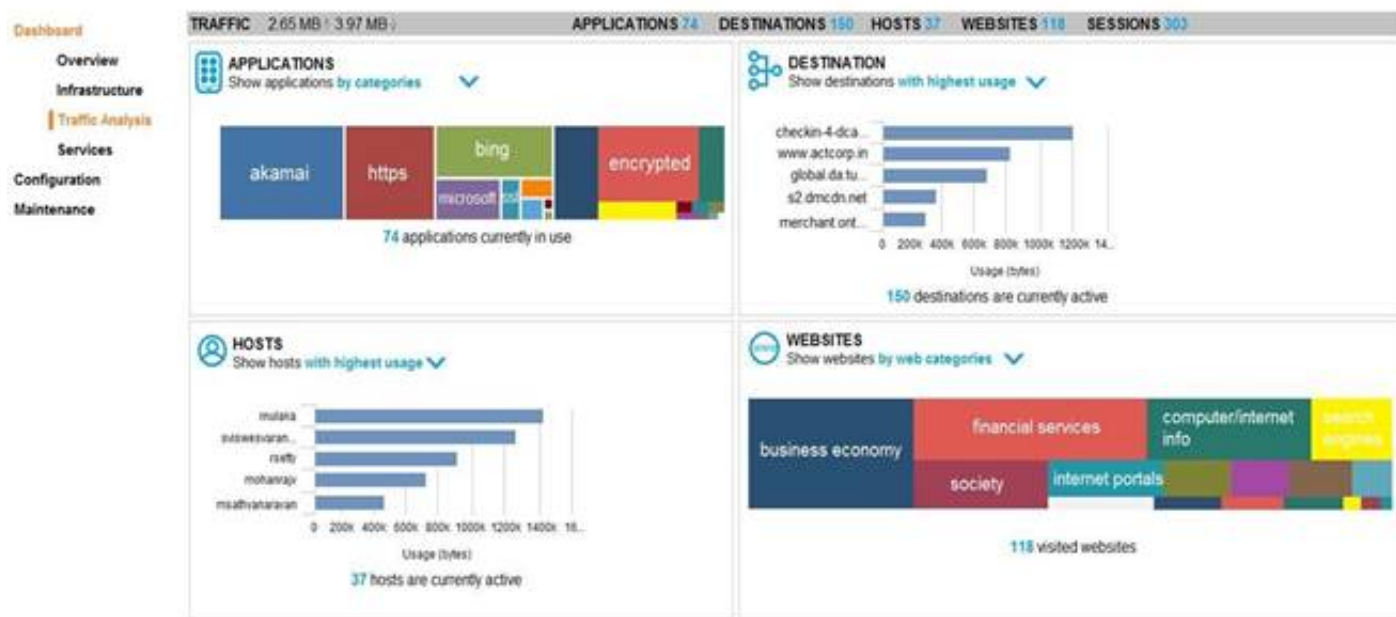 Dashboard
Overview
Infrastructure
Traffic Analysis
Services
Configuration
Maintenance
TRAFFIC 2.65 MB↑ 3.97 MB↓ APPLICATIONS 74 DESTINATIONS 150 HOSTS 37 WEBSITES 118 SESSIONS 303
APPLICATIONS
Show applications by categories
akamai
https
bing
microsoft
encrypted
74 applications currently in use
DESTINATION
Show destinations with highest usage
checkin-4-dca...
www.actcorp.in
global.da.tu...
s2.dmcdn.net
merchant.ont...
0 200k 400k 600k 800k 1000k 1200k 14...
Usage (bytes)
150 destinations are currently active
HOSTS
Show hosts with highest usage
mulana
rsetty
mohanrajv
msathyanarayan
0 200k 400k 600k 800k 1000k 1200k 1400k 16...
Usage (bytes)
37 hosts are currently active
WEBSITES
Show websites by web categories
business economy
financial services
computer/internet
info
search
engines
society
internet portals
118 visited websites